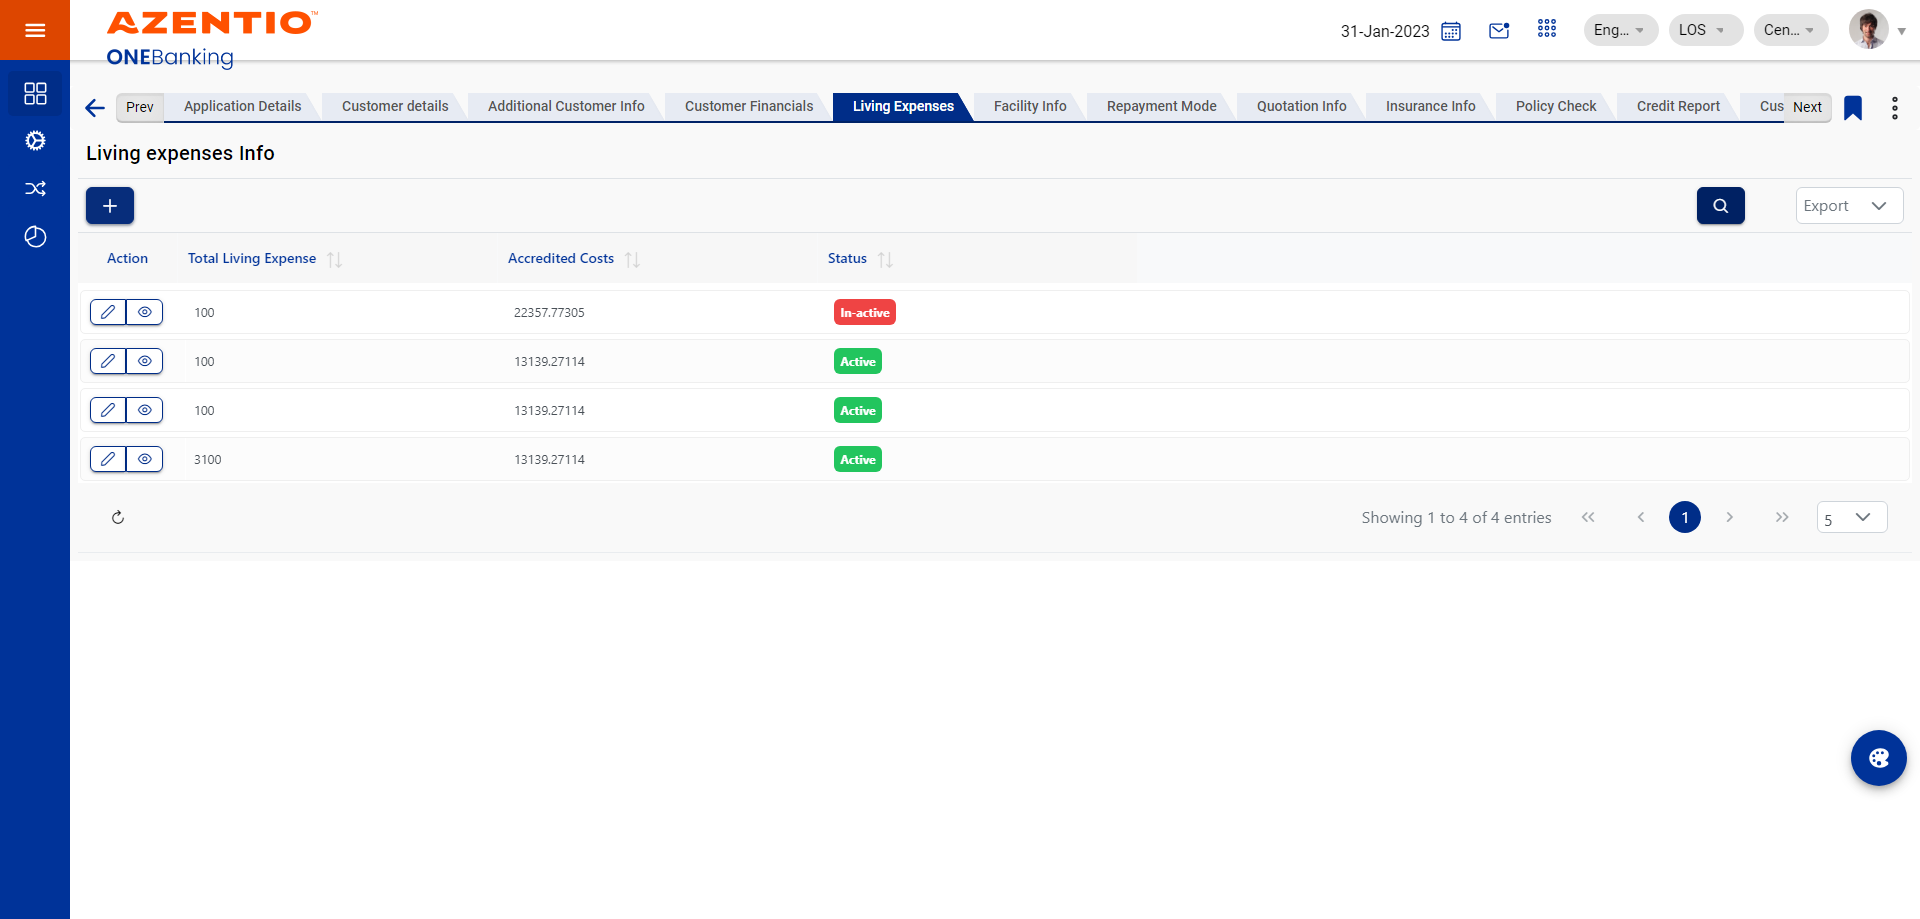 AZENTIO™
ONEBanking
31-Jan-2023
Eng...
LOS
Cen...
Prev
Application Details
Customer details
Additional Customer Info
Customer Financials
Living Expenses
Facility Info
Repayment Mode
Quotation Info
Insurance Info
Policy Check
Credit Report
Cus
Next
Living expenses Info
Export
Action Total Living Expense Accredited Costs Status
100 22357.77305 In-active
100 13139.27114 Active
100 13139.27114 Active
3100 13139.27114 Active
Showing 1 to 4 of 4 entries
1
5